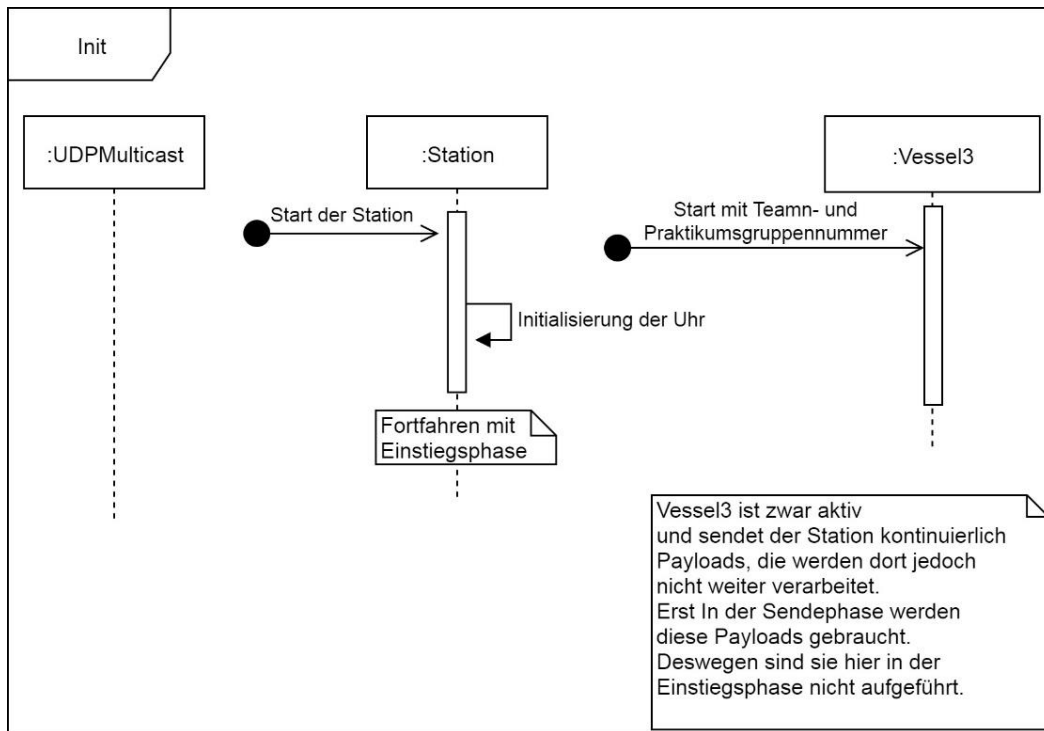 Init
:UDPMulticast
:Station
:Vessel3
Start der Station
Start mit Teamn- und
Praktikumsgruppennummer
Initialisierung der Uhr
Fortfahren mit
Einstiegsphase
Vessel3 ist zwar aktiv
und sendet der Station kontinuierlich
Payloads, die werden dort jedoch
nicht weiter verarbeitet.
Erst In der Sendephase werden
diese Payloads gebraucht.
Deswegen sind sie hier in der
Einstiegsphase nicht aufgeführt.